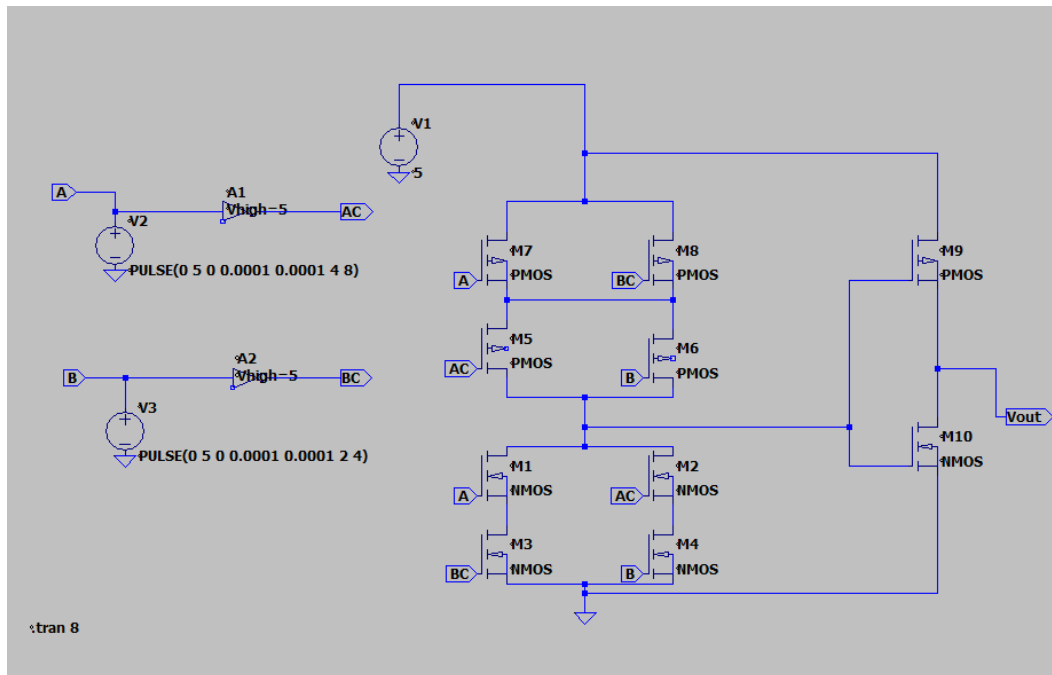 V1
5
A
A1
Vhigh=5
AC
V2
PULSE(0 5 0 0.0001 0.0001 4 8)
B
A2
Vhigh=5
BC
V3
PULSE(0 5 0 0.0001 0.0001 2 4)
M7
PMOS
A
M8
PMOS
BC
M5
PMOS
AC
M6
PMOS
B
M1
NMOS
A
M2
NMOS
AC
M3
NMOS
BC
M4
NMOS
B
M9
PMOS
Vout
M10
NMOS
.tran 8